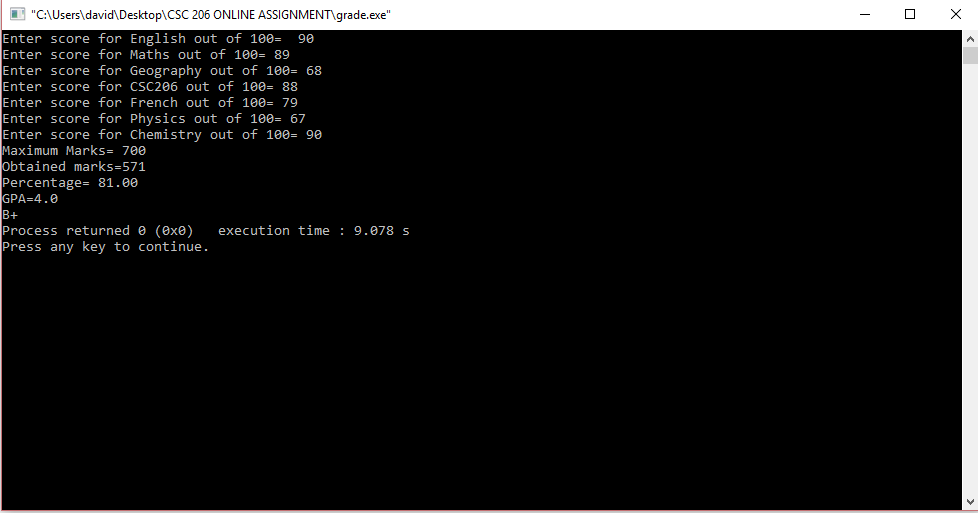 "C:\Users\david\Desktop\CSC 206 ONLINE ASSIGNMENT\grade.exe"
Enter score for English out of 100=  90
Enter score for Maths out of 100= 89
Enter score for Geography out of 100= 68
Enter score for CSC206 out of 100= 88
Enter score for French out of 100= 79
Enter score for Physics out of 100= 67
Enter score for Chemistry out of 100= 90
Maximum Marks= 700
Obtained marks=571
Percentage= 81.00
GPA=4.0
B+
Process returned 0 (0x0)   execution time : 9.078 s
Press any key to continue.